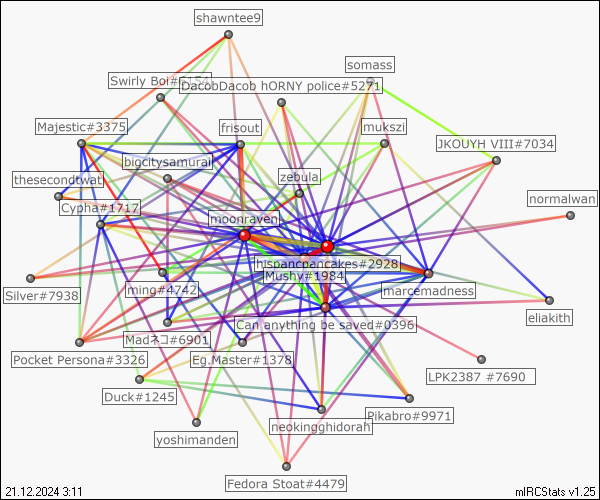 shawntee9
somass
Swirly Boi#6154
DacobDacob hORNY police#5271
Majestic#3375
frisout
mukszi
JKOUYH VIII#7034
bigcitysamurai
thesecondtwat
zebula
normalwan
Cypha#1717
moonraven
hispancpancakes#2928
Mushy#1984
Silver#7938
ming#4742
marcemadness
eliakith
Can anything be saved#0396
Madネコ#6901
Pocket Persona#3326
Eg.Master#1378
LPK2387 #7690
Duck#1245
Pikabro#9971
neokingghidorah
yoshimanden
Fedora Stoat#4479
21.12.2024 3:11
mIRCStats v1.25